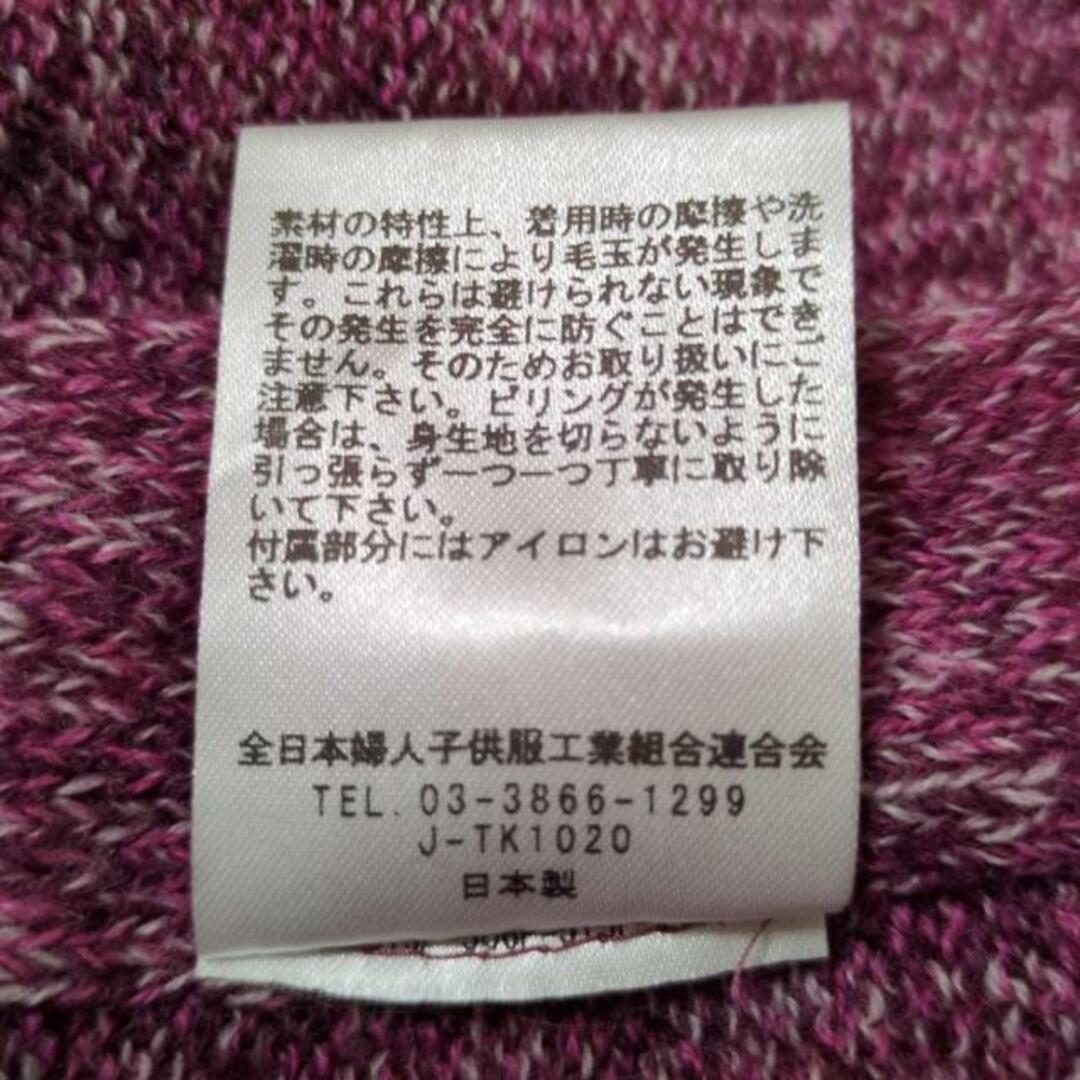 素材の特性上、着用時の摩擦や洗
濯時の摩擦により毛玉が発生しま
す。これらは避けられない現象で
その発生を完全に防ぐことはでき
ません。そのためお取り扱いにご
注意下さい。ピリングが発生した
場合は、身生地を切らないように
引っ張らず一つ一つ丁寧に取り除
いて下さい。
付属部分にはアイロンはお避け下
さい。
全日本婦人子供服工業組合連合会
TEL. 03-3866-1299
J-TK1020
日本製